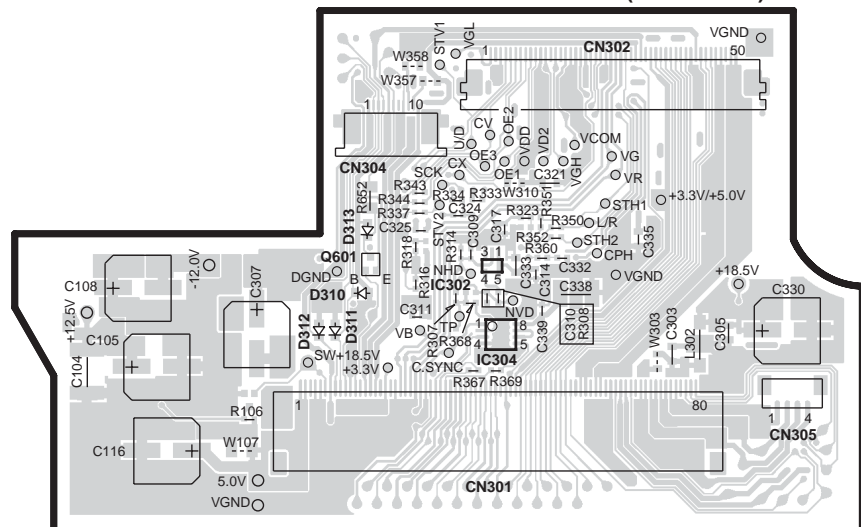 VGND
W358
STV1
VGL
1
CN302
50
W357
1
10
CN304
U/D
CV
OE2
OE3
VDD
VD2
VCOM
VGH
VG
VR
CX
SCK
OE1
C321
W310
R343
R344
R337
C325
R334
R333
C324
R351
R323
STH1
+3.3V/+5.0V
R652
D313
R318
STV2
R314
C309
C317
R350
L/R
R352
STH2
R360
C335
CPH
Q601
B
E
DGND
D310
R316
NHD
3
1
4
5
IC302
C333
C314
C332
C338
VGND
-12.0V
C108
+12.5V
C307
C105
C104
D312
D311
C311
VB
R307
TP
R368
NVD
1
8
4
5
IC304
C339
C310
R308
+18.5V
C330
W303
C303
L302
C305
SW+18.5V
+3.3V
C.SYNC
R367
R369
R106
1
80
1
4
CN305
W107
C116
5.0V
VGND
CN301